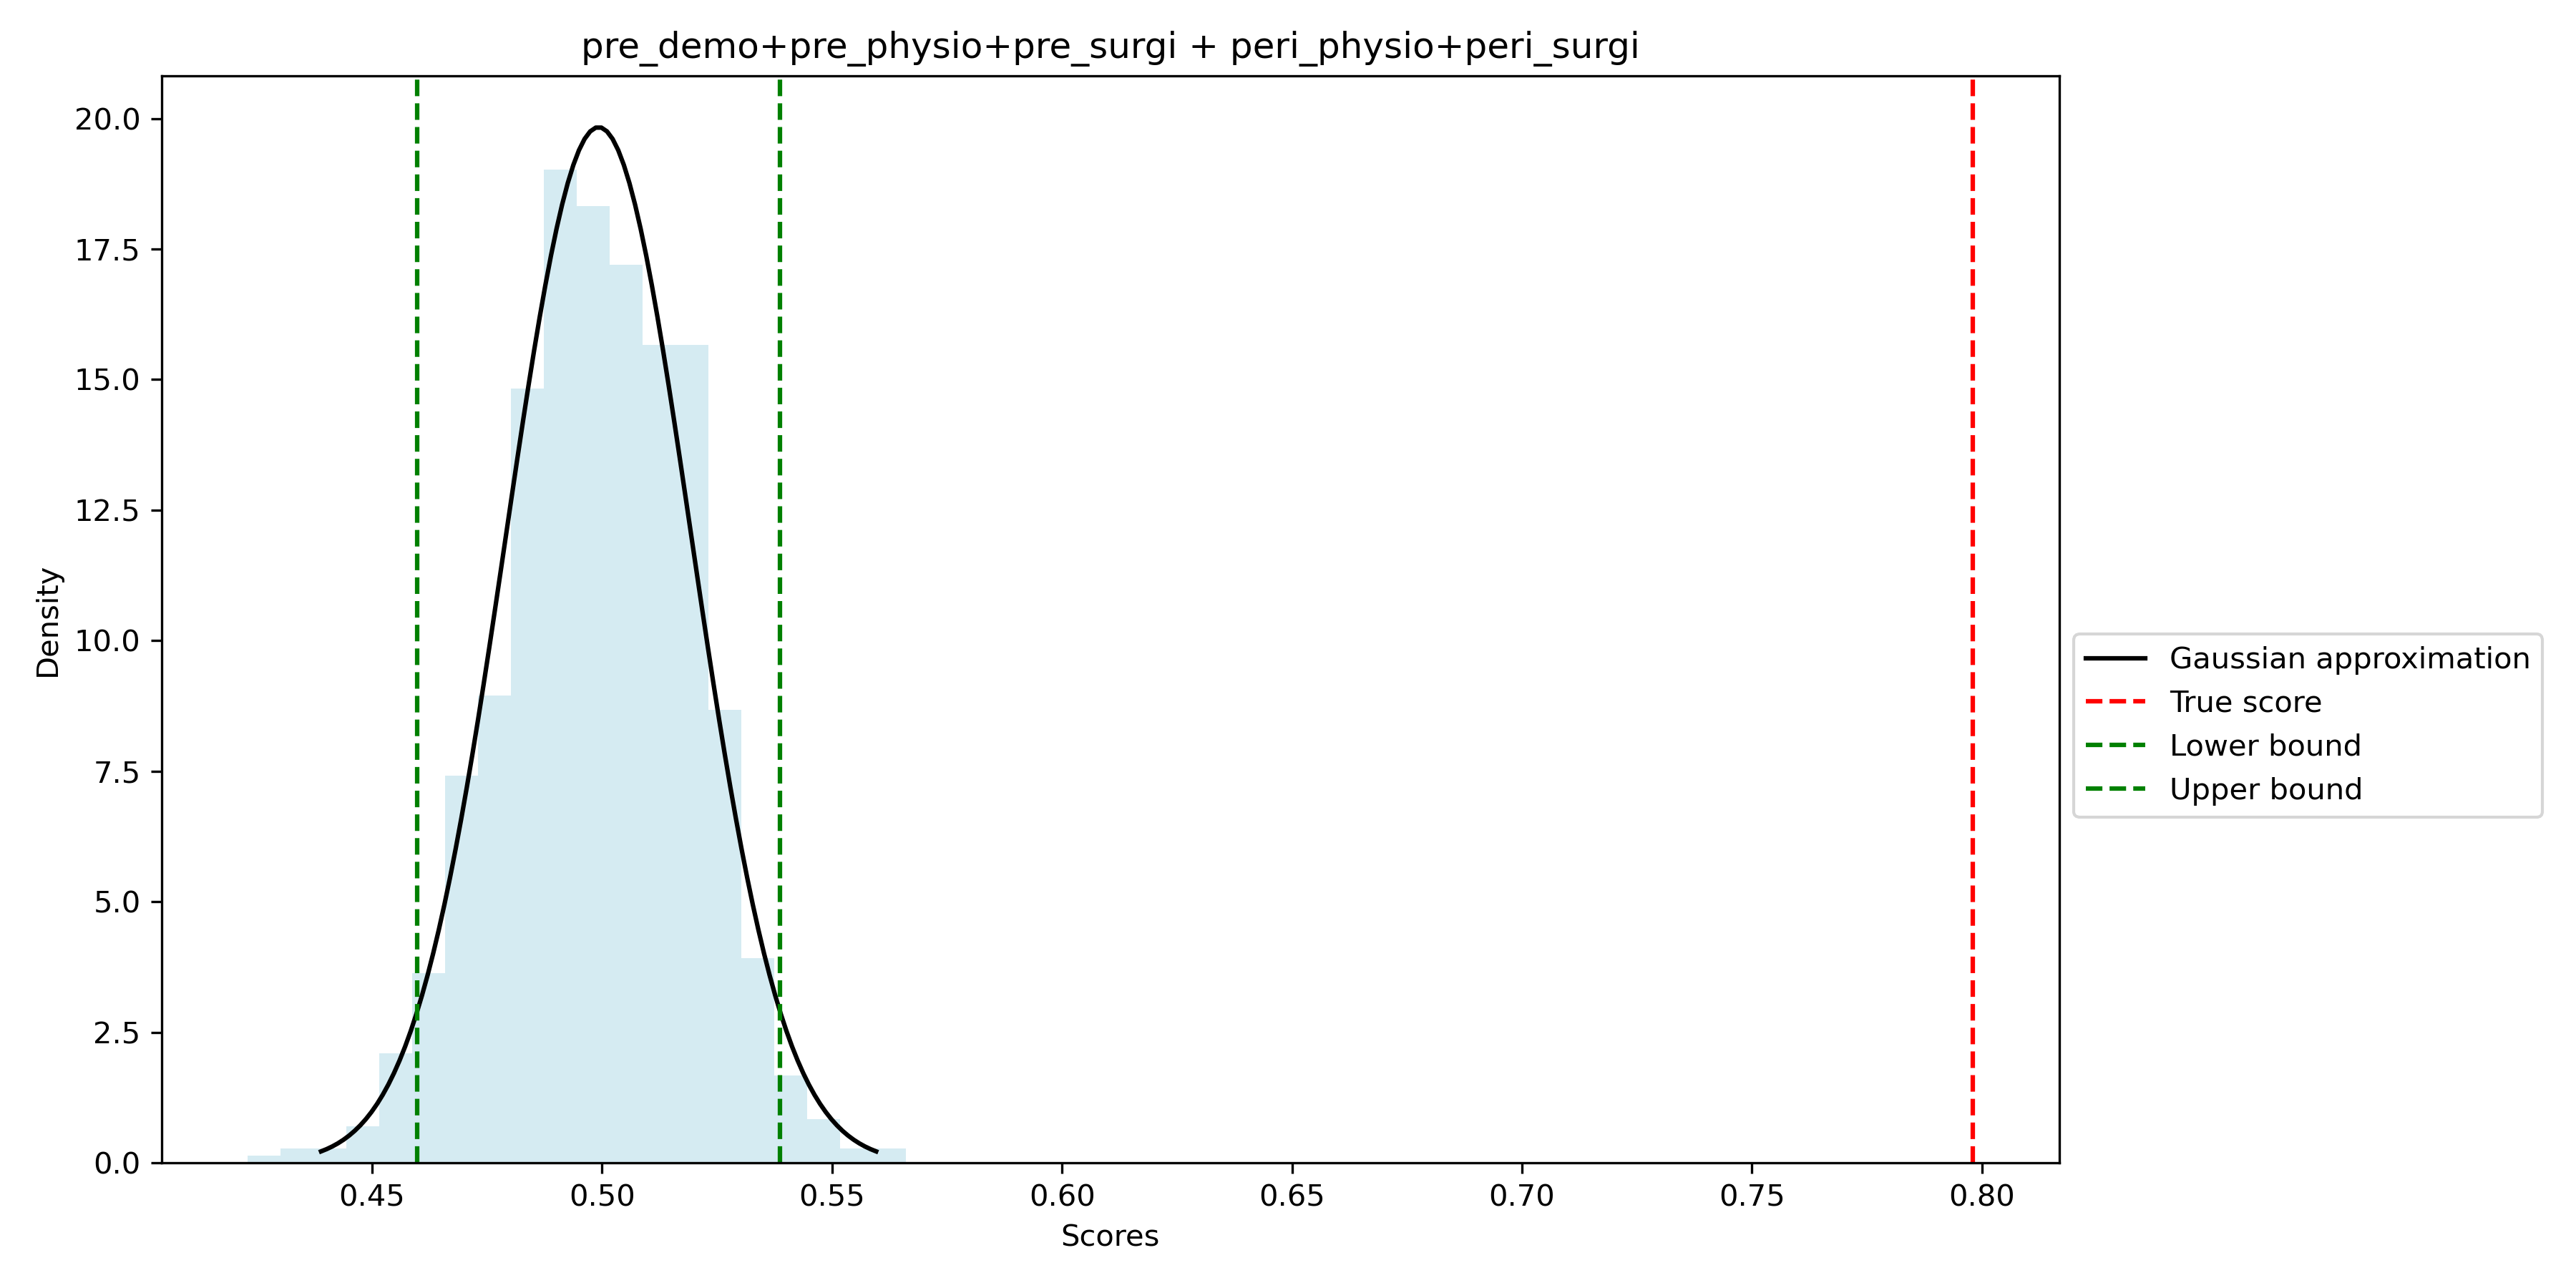 pre_demo+pre_physio+pre_surgi + peri_physio+peri_surgi
20.0
17.5
15.0
12.5
10.0
7.5
5.0
2.5
0.0
Density
0.45 0.50 0.55 0.60 0.65 0.70 0.75 0.80
Scores
Gaussian approximation
True score
Lower bound
Upper bound